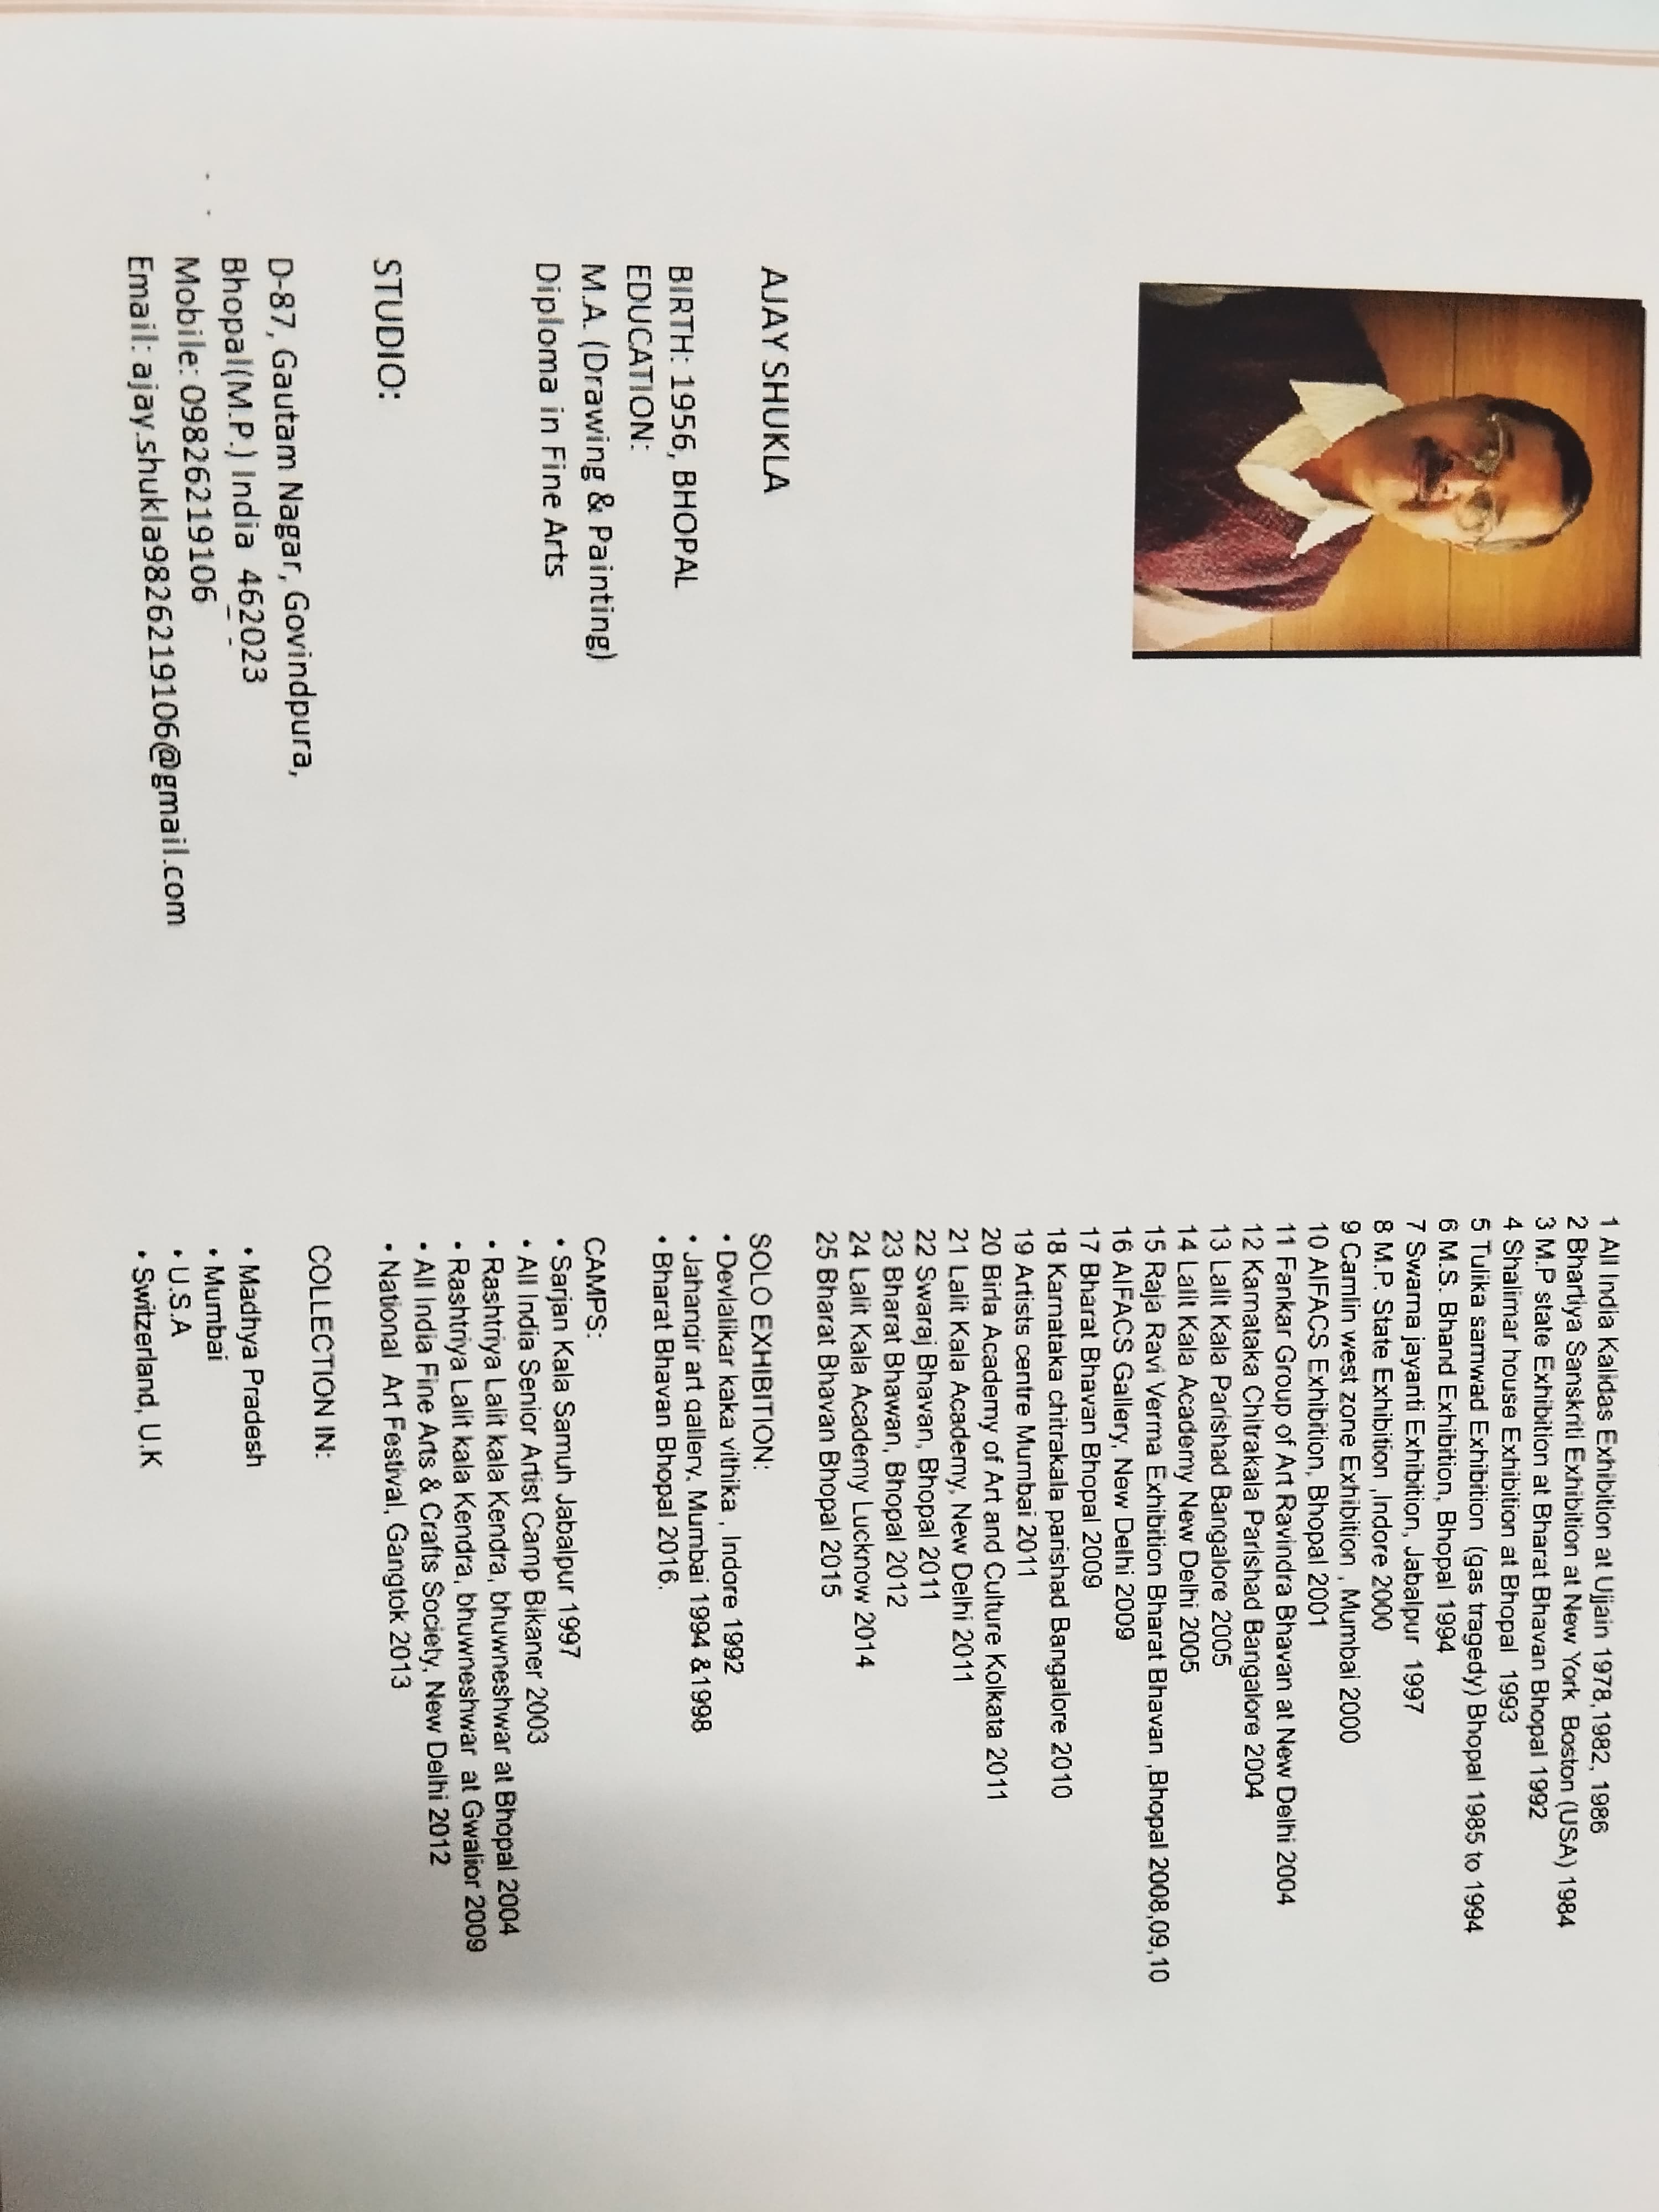 AJAY SHUKLA
BIRTH: 1956, BHOPAL
EDUCATION:
M.A. (Drawing & Painting)
Diploma in Fine Arts
STUDIO:
D-87, Gautam Nagar, Govindpura,
Bhopal(M.P.) India 462023
Mobile: 09826219106
Email: ajay.shukla9826219106@gmail.com
1 All India Kalidas Exhibition at Ujjain 1978,1982, 1986
2 Bhartiya Sanskriti Exhibition at New York Boston (USA) 1984
3 M.P state Exhibition at Bharat Bhavan Bhopal 1992
4 Shalimar house Exhibition at Bhopal 1993
5 Tulika samwad Exhibition (gas tragedy) Bhopal 1985 to 1994
6 M.S. Bhand Exhibition, Bhopal 1994
7 Swarna jayanti Exhibition, Jabalpur 1997
8 M.P. State Exhibition ,Indore 2000
9 Camlin west zone Exhibition , Mumbai 2000
10 AIFACS Exhibition, Bhopal 2001
11 Fankar Group of Art Ravindra Bhavan at New Delhi 2004
12 Karnataka Chitrakala Parishad Bangalore 2004
13 Lalit Kala Parishad Bangalore 2005
14 Lalit Kala Academy New Delhi 2005
15 Raja Ravi Verma Exhibition Bharat Bhavan ,Bhopal 2008,09,10
16 AIFACS Gallery, New Delhi 2009
17 Bharat Bhavan Bhopal 2009
18 Karnataka chitrakala parishad Bangalore 2010
19 Artists centre Mumbai 2011
20 Birla Academy of Art and Culture Kolkata 2011
21 Lalit Kala Academy, New Delhi 2011
22 Swaraj Bhavan, Bhopal 2011
23 Bharat Bhawan, Bhopal 2012
24 Lalit Kala Academy Lucknow 2014
25 Bharat Bhavan Bhopal 2015
SOLO EXHIBITION:
• Devlalikar kaka vithika , Indore 1992
• Jahangir art gallery. Mumbai 1994 &1998
• Bharat Bhavan Bhopal 2016.
CAMPS:
• Sarjan Kala Samuh Jabalpur 1997
• All India Senior Artist Camp Bikaner 2003
• Rashtriya Lalit kala Kendra, bhuwneshwar at Bhopal 2004
• Rashtriya Lalit kala Kendra, bhuwneshwar at Gwalior 2009
• All India Fine Arts & Crafts Society, New Delhi 2012
• National Art Festival, Gangtok 2013
COLLECTION IN:
• Madhya Pradesh
• Mumbai
• U.S.A
• Switzerland, U.K